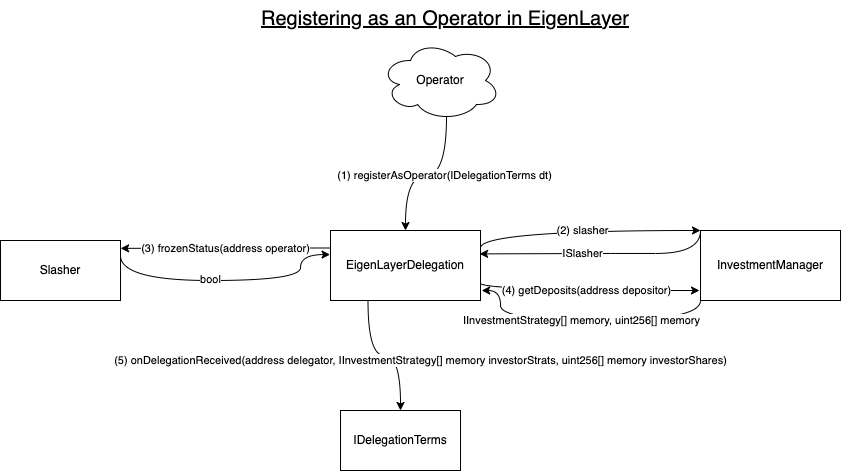 Registering as an Operator in EigenLayer
Operator
(1) registerAsOperator(IDelegationTerms dt)
(2) slasher
(3) frozenStatus(address operator)
ISlasher
Slasher
EigenLayerDelegation
InvestmentManager
bool
(4) getDeposits(address depositor)
IInvestmentStrategy[] memory, uint256[] memory
(5) onDelegationReceived(address delegator, IInvestmentStrategy[] memory investorStrats, uint256[] memory investorShares)
IDelegationTerms